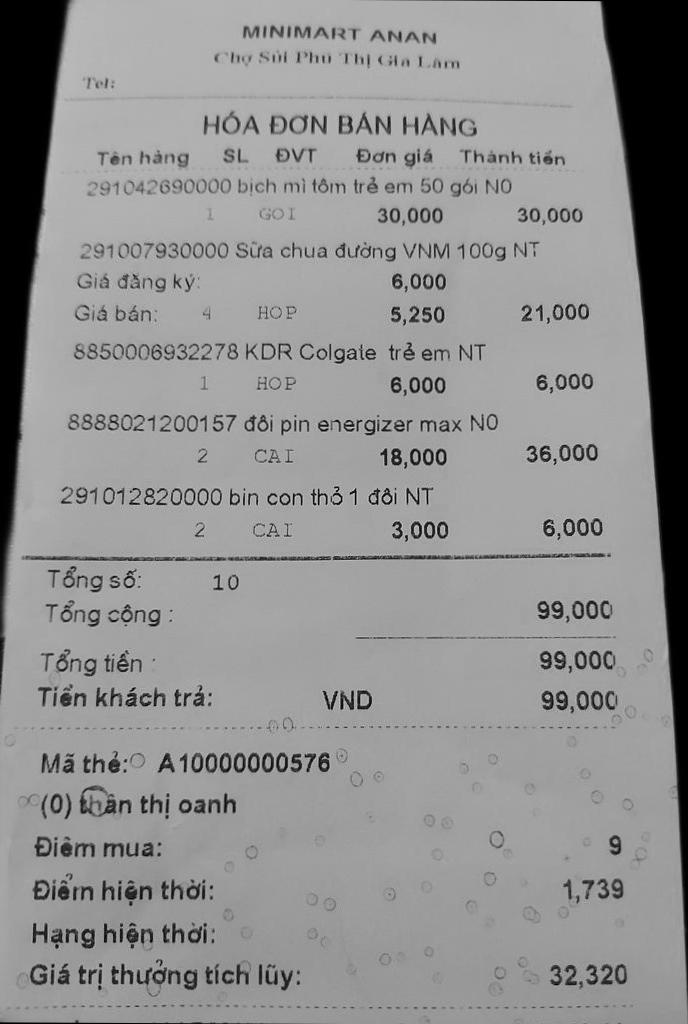 MINIMART ANAN
Chợ Sủi Phú Thị Gia Lâm
Tel:
HÓA ĐƠN BÁN HÀNG
Tên hàng SL ĐVT Đơn giá Thành tiền
291042690000 bịch mì tôm trẻ em 50 gói N0
1 GOI 30,000 30,000
291007930000 Sữa chua đường VNM 100g NT
Giá đăng ký: 6,000
Giá bán: 4 HOP 5,250 21,000
8850006932278 KDR Colgate trẻ em NT
1 HOP 6,000 6,000
8888021200157 đôi pin energizer max N0
2 CAI 18,000 36,000
291012820000 bin con thỏ 1 đôi NT
2 CAI 3,000 6,000
Tổng số: 10
Tổng cộng : 99,000
Tổng tiền : 99,000
Tiền khách trả: VND 99,000
Mã thẻ: A10000000576
(0) thân thị oanh
Điểm mua: 9
Điểm hiện thời: 1,739
Hạng hiện thời:
Giá trị thưởng tích lũy: 32,320